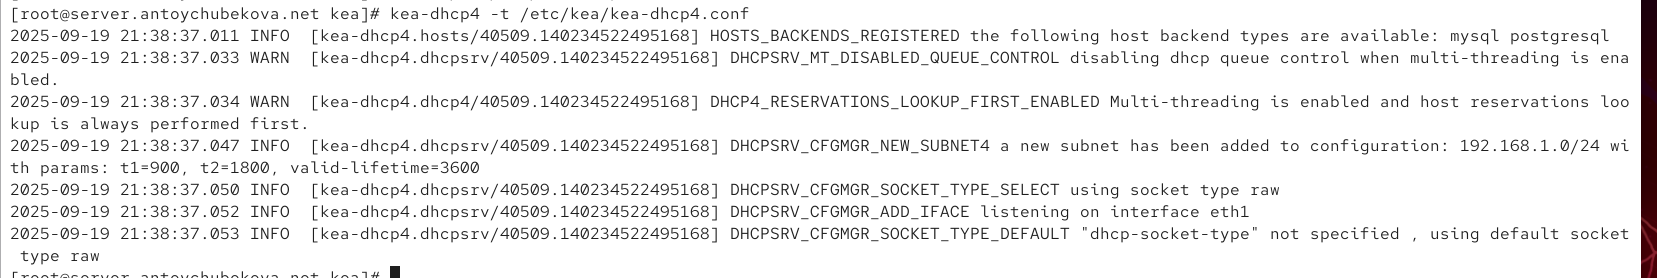 [root@server.antoychubekova.net kea]# kea-dhcp4 -t /etc/kea/kea-dhcp4.conf
2025-09-19 21:38:37.011 INFO  [kea-dhcp4.hosts/40509.140234522495168] HOSTS_BACKENDS_REGISTERED the following host backend types are available: mysql postgresql
2025-09-19 21:38:37.033 WARN  [kea-dhcp4.dhcpsrv/40509.140234522495168] DHCPSRV_MT_DISABLED_QUEUE_CONTROL disabling dhcp queue control when multi-threading is ena
bled.
2025-09-19 21:38:37.034 WARN  [kea-dhcp4.dhcp4/40509.140234522495168] DHCP4_RESERVATIONS_LOOKUP_FIRST_ENABLED Multi-threading is enabled and host reservations loo
kup is always performed first.
2025-09-19 21:38:37.047 INFO  [kea-dhcp4.dhcpsrv/40509.140234522495168] DHCPSRV_CFGMGR_NEW_SUBNET4 a new subnet has been added to configuration: 192.168.1.0/24 wi
th params: t1=900, t2=1800, valid-lifetime=3600
2025-09-19 21:38:37.050 INFO  [kea-dhcp4.dhcpsrv/40509.140234522495168] DHCPSRV_CFGMGR_SOCKET_TYPE_SELECT using socket type raw
2025-09-19 21:38:37.052 INFO  [kea-dhcp4.dhcpsrv/40509.140234522495168] DHCPSRV_CFGMGR_ADD_IFACE listening on interface eth1
2025-09-19 21:38:37.053 INFO  [kea-dhcp4.dhcpsrv/40509.140234522495168] DHCPSRV_CFGMGR_SOCKET_TYPE_DEFAULT "dhcp-socket-type" not specified , using default socket
 type raw
[root@server.antoychubekova.net kea]#